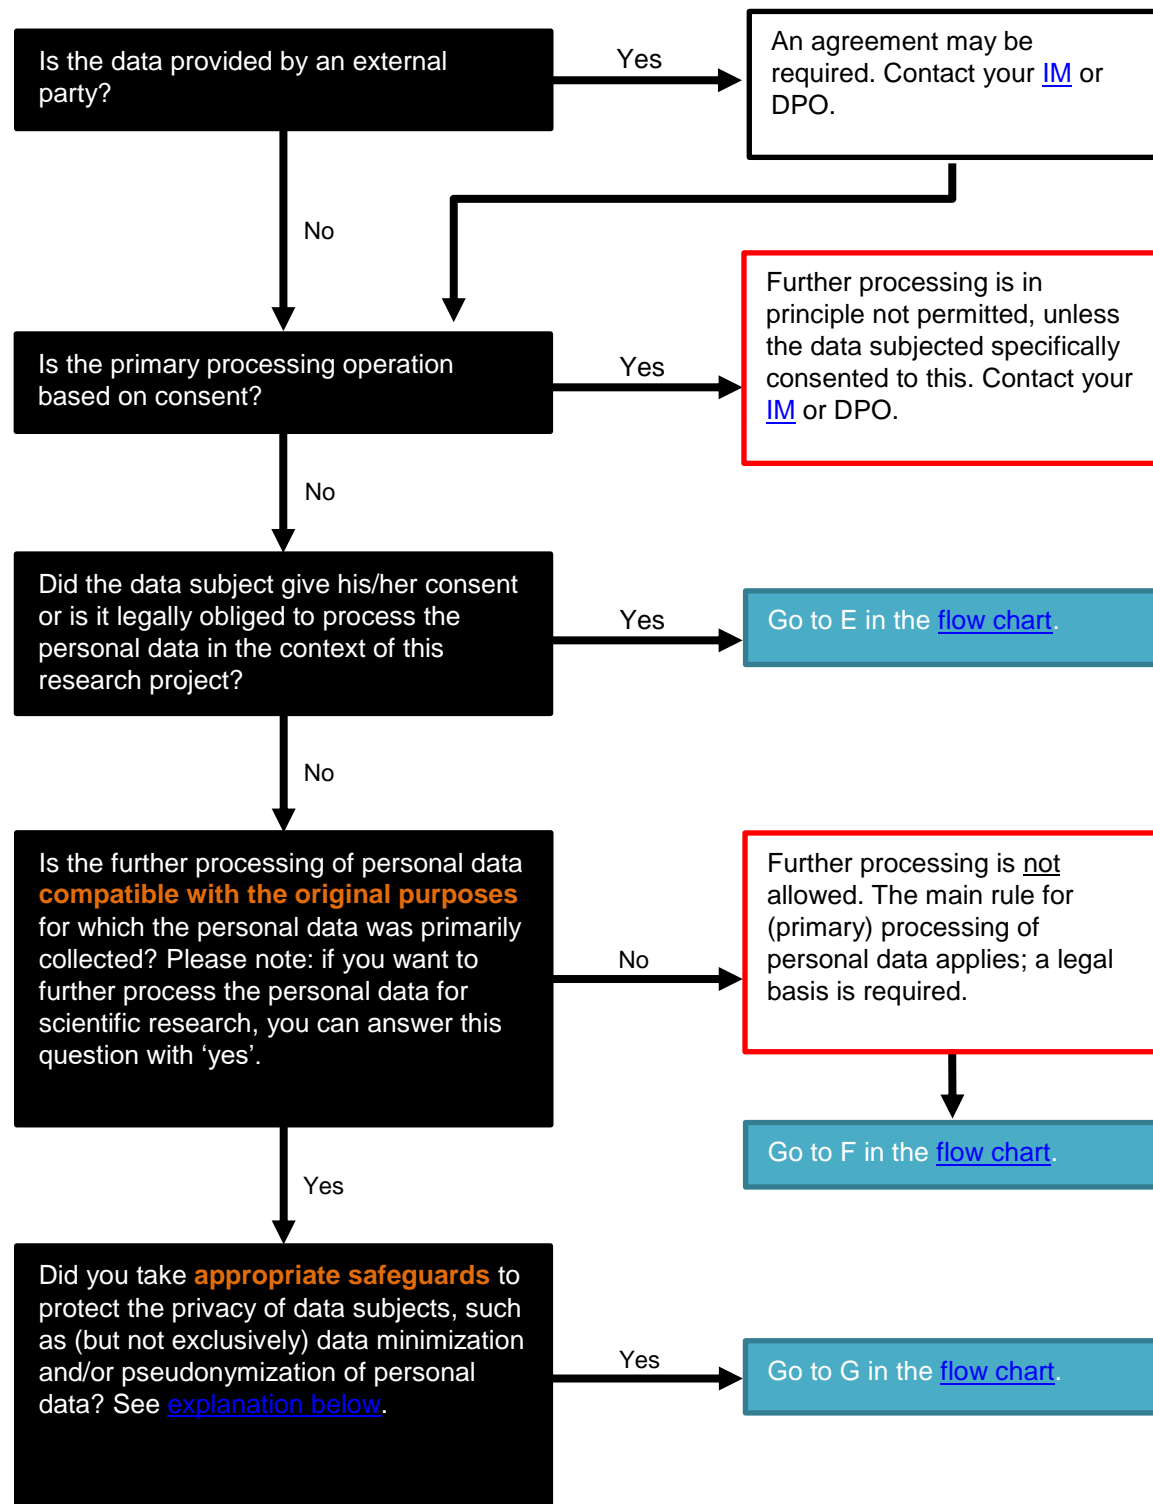 Is the data provided by an external
party?
Yes
An agreement may be
required. Contact your IM or
DPO.
No
Is the primary processing operation
based on consent?
Yes
Further processing is in
principle not permitted, unless
the data subjected specifically
consented to this. Contact your
IM or DPO.
No
Did the data subject give his/her consent
or is it legally obliged to process the
personal data in the context of this
research project?
Yes
Go to E in the flow chart.
No
Is the further processing of personal data
compatible with the original purposes
for which the personal data was primarily
collected? Please note: if you want to
further process the personal data for
scientific research, you can answer this
question with ‘yes’.
No
Further processing is not
allowed. The main rule for
(primary) processing of
personal data applies; a legal
basis is required.
Go to F in the flow chart.
Yes
Did you take appropriate safeguards to
protect the privacy of data subjects, such
as (but not exclusively) data minimization
and/or pseudonymization of personal
data? See explanation below.
Yes
Go to G in the flow chart.